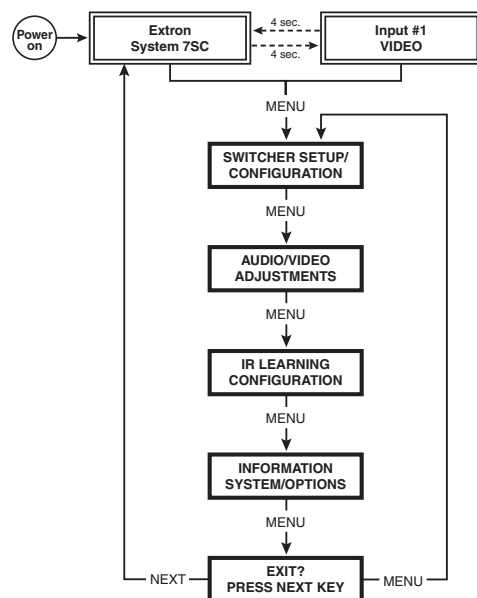 Power
on
Extron
System 7SC
4 sec.
4 sec.
Input #1
VIDEO
MENU
SWITCHER SETUP/
CONFIGURATION
MENU
AUDIO/VIDEO
ADJUSTMENTS
MENU
IR LEARNING
CONFIGURATION
MENU
INFORMATION
SYSTEM/OPTIONS
MENU
NEXT
EXIT?
PRESS NEXT KEY
MENU